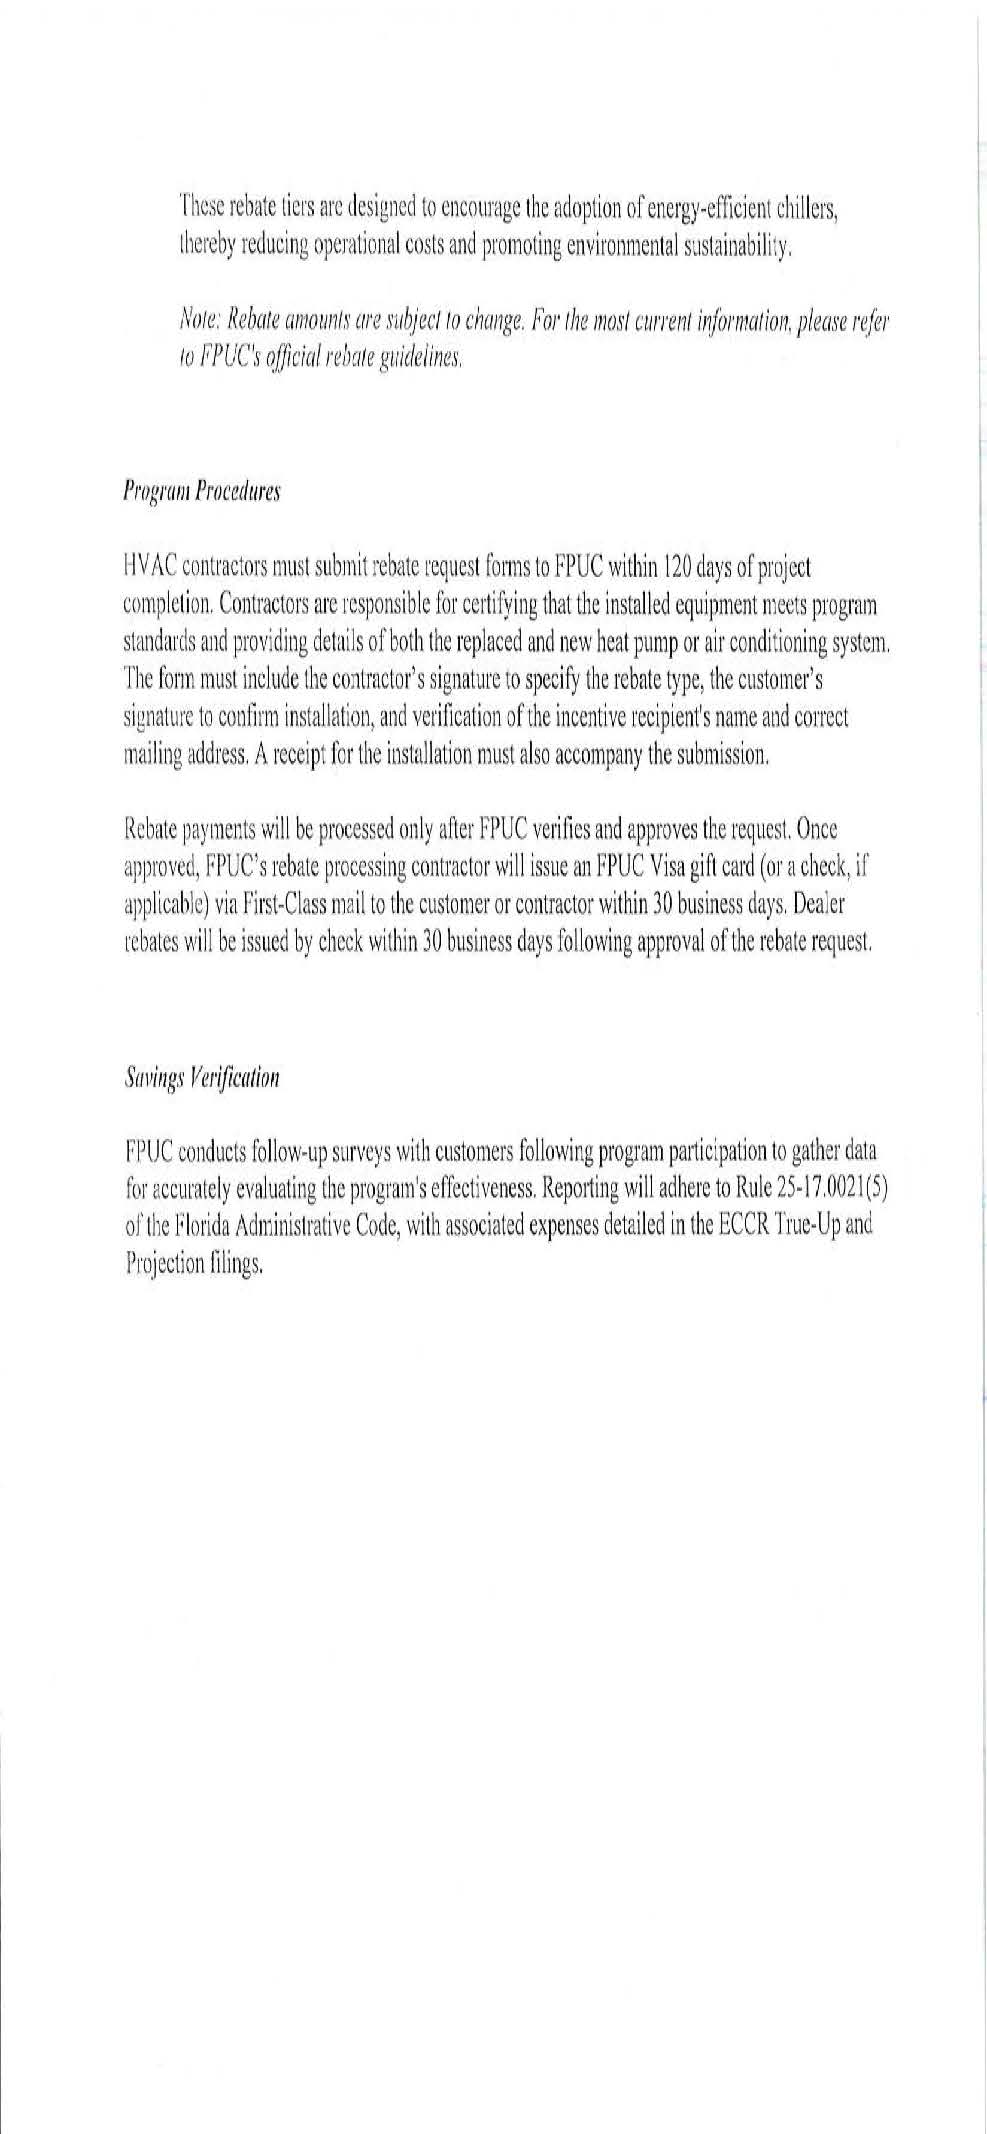 These rebate tiers are designed to encourage the adoption of energy-efficient chillers,
thereby reducing operational costs and promoting environmental sustainability.
Note: Rebate amounts are subject to change. For the most current information, please refer
to FPUC's official rebate guidelines.
Program Procedures
HVAC contractors must submit rebate request forms to FPUC within 120 days of project
completion. Contractors are responsible for certifying that the installed equipment meets program
standards and providing details of both the replaced and new heat pump or air conditioning system.
The form must include the contractor’s signature to specify the rebate type, the customer’s
signature to confirm installation, and verification of the incentive recipient's name and correct
mailing address. A receipt for the installation must also accompany the submission.
Rebate payments will be processed only after FPUC verifies and approves the request. Once
approved, FPUC’s rebate processing contractor will issue an FPUC Visa gift card (or a check, if
applicable) via First-Class mail to the customer or contractor within 30 business days. Dealer
rebates will be issued by check within 30 business days following approval of the rebate request.
Savings Verification
FPUC conducts follow-up surveys with customers following program participation to gather data
for accurately evaluating the program's effectiveness. Reporting will adhere to Rule 25-17.0021(5)
of the Florida Administrative Code, with associated expenses detailed in the ECCR True-Up and
Projection filings.